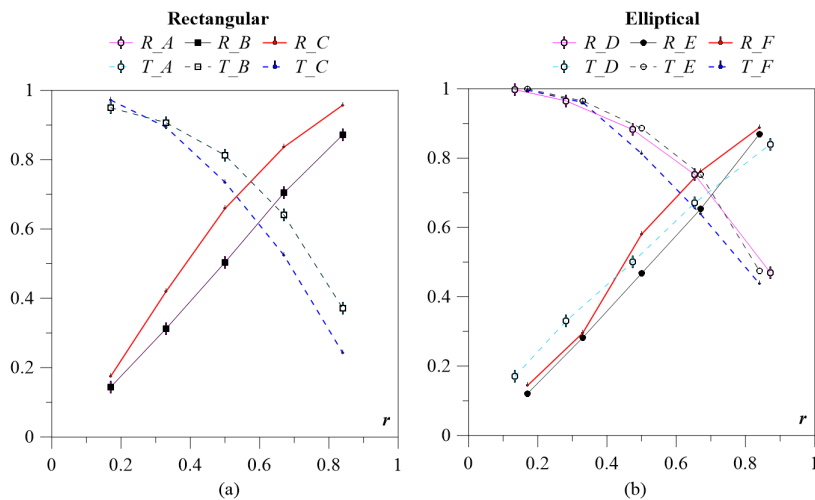 Rectangular
R_A R_B R_C
T_A T_B T_C
1
0.8
0.6
0.4
0.2
0
r
0.2 0.4 0.6 0.8 1
(a)
Elliptical
R_D R_E R_F
T_D T_E T_F
1
0.8
0.6
0.4
0.2
0
r
0 0.2 0.4 0.6 0.8 1
(b)